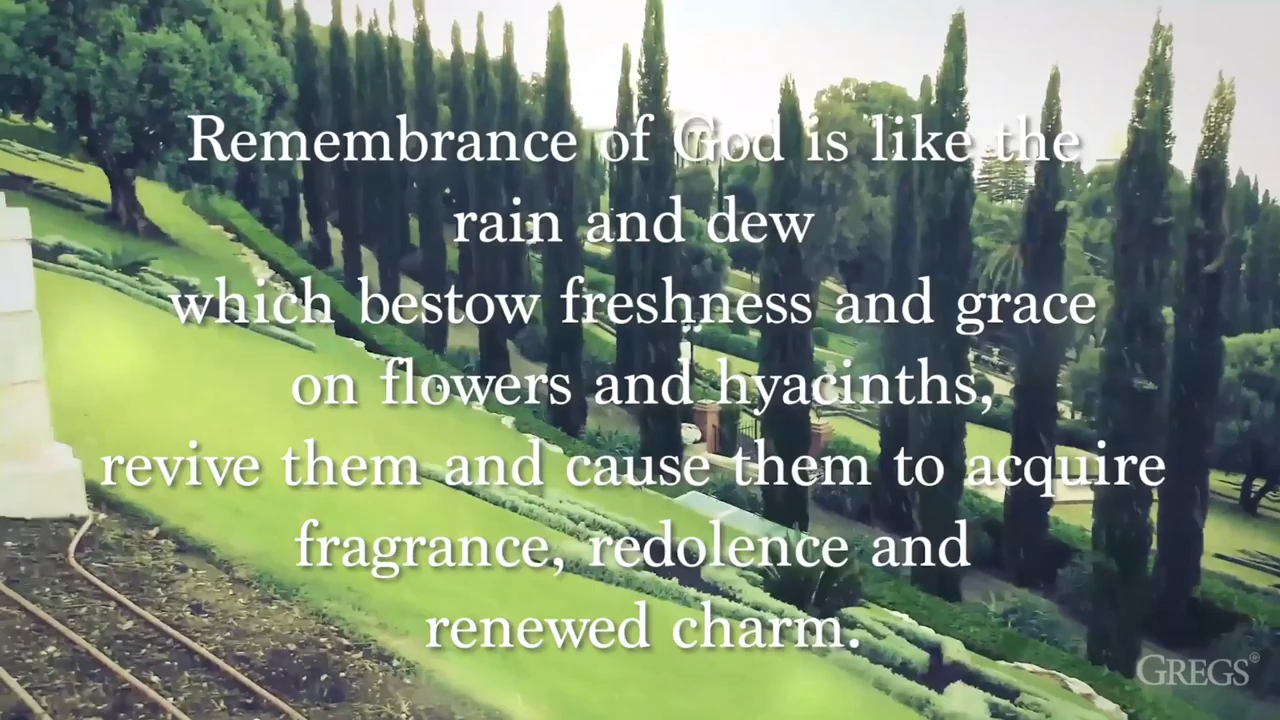 Remembrance of God is like the
rain and dew
which bestow freshness and grace
on flowers and hyacinths,
revive them and cause them to acquire
fragrance, redolence and
renewed charm.
GREGS®